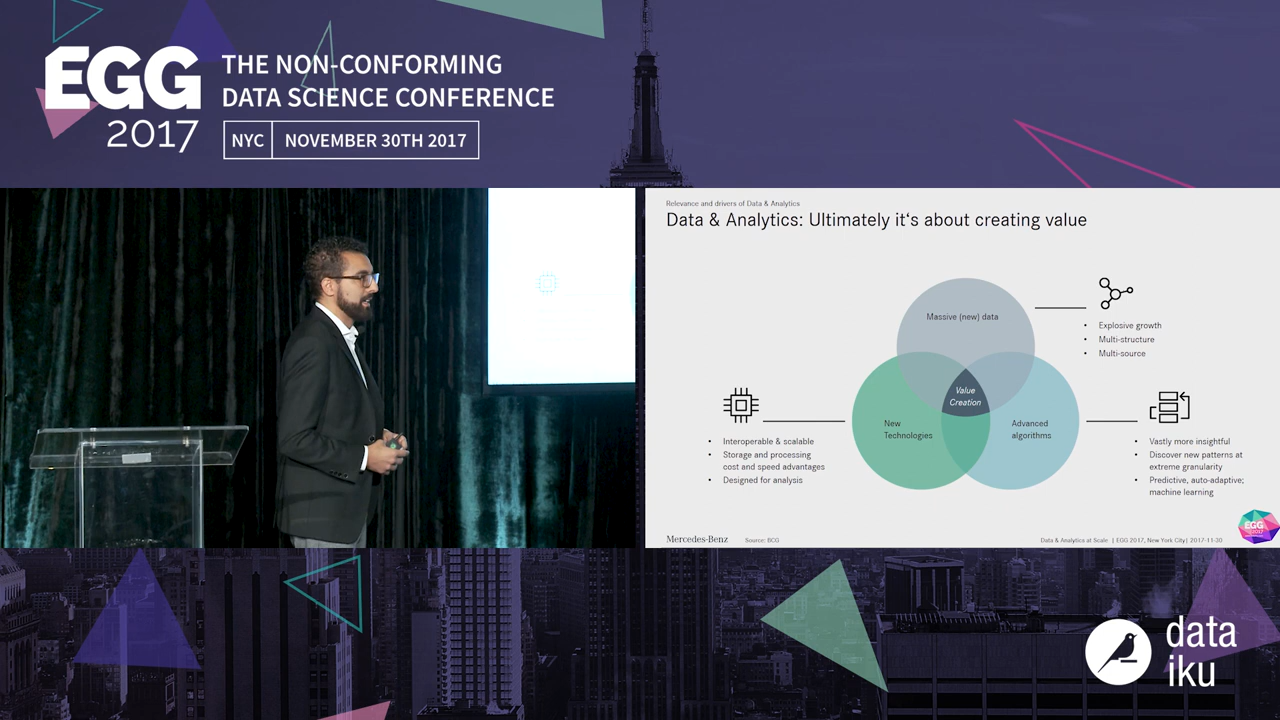 EGG
2017
THE NON-CONFORMING
DATA SCIENCE CONFERENCE
NYC NOVEMBER 30TH 2017
Relevance and drivers of Data & Analytics
Data & Analytics: Ultimately it‘s about creating value
Massive (new) data
• Explosive growth
• Multi-structure
• Multi-source
Value
Creation
New
Technologies
Advanced
algorithms
• Interoperable & scalable
• Storage and processing
cost and speed advantages
• Designed for analysis
• Vastly more insightful
• Discover new patterns at
extreme granularity
• Predictive, auto-adaptive;
machine learning
Mercedes-Benz
Source: BCG
Data & Analytics at Scale | EGG 2017, New York City| 2017-11-30
EGG
2017
data
iku